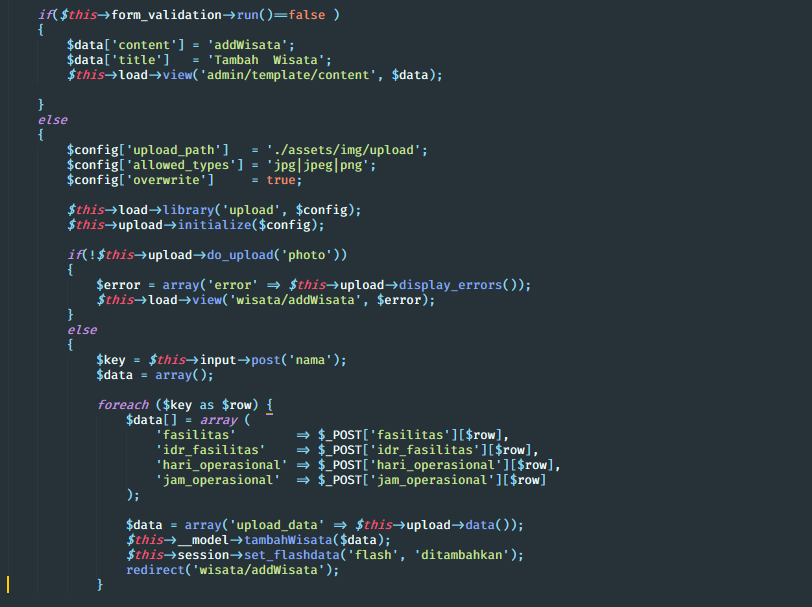 if($this->form_validation->run()==false )
{
    $data['content'] = 'addWisata';
    $data['title']   = 'Tambah  Wisata';
    $this->load->view('admin/template/content', $data);

}
else
{
    $config['upload_path']   = './assets/img/upload';
    $config['allowed_types'] = 'jpg|jpeg|png';
    $config['overwrite']     = true;

    $this->load->library('upload', $config);
    $this->upload->initialize($config);

    if(!$this->upload->do_upload('photo'))
    {
        $error = array('error' => $this->upload->display_errors());
        $this->load->view('wisata/addWisata', $error);
    }
    else
    {
        $key = $this->input->post('nama');
        $data = array();

        foreach ($key as $row) {
            $data[] = array (
                'fasilitas'        => $_POST['fasilitas'][$row],
                'idr_fasilitas'    => $_POST['idr_fasilitas'][$row],
                'hari_operasional' => $_POST['hari_operasional'][$row],
                'jam_operasional'  => $_POST['jam_operasional'][$row]
            );

            $data = array('upload_data' => $this->upload->data());
            $this->__model->tambahWisata($data);
            $this->session->set_flashdata('flash', 'ditambahkan');
            redirect('wisata/addWisata');
        }